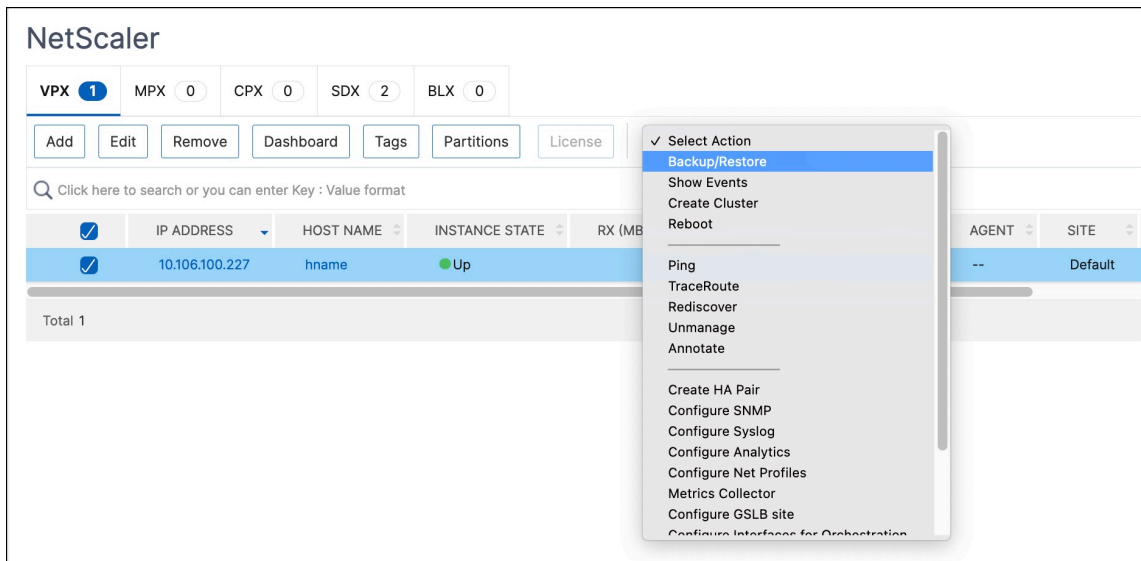 NetScaler
VPX 1 MPX 0 CPX 0 SDX 2 BLX 0
Add Edit Remove Dashboard Tags Partitions License
✓ Select Action
Backup/Restore
Show Events
Create Cluster
Reboot
Ping
TraceRoute
Rediscover
Unmanage
Annotate
Create HA Pair
Configure SNMP
Configure Syslog
Configure Analytics
Configure Net Profiles
Metrics Collector
Configure GSLB site
Configure Interfaces for Orchestration
Click here to search or you can enter Key : Value format
IP ADDRESS HOST NAME INSTANCE STATE RX (MB AGENT SITE
10.106.100.227 hname Up -- Default
Total 1